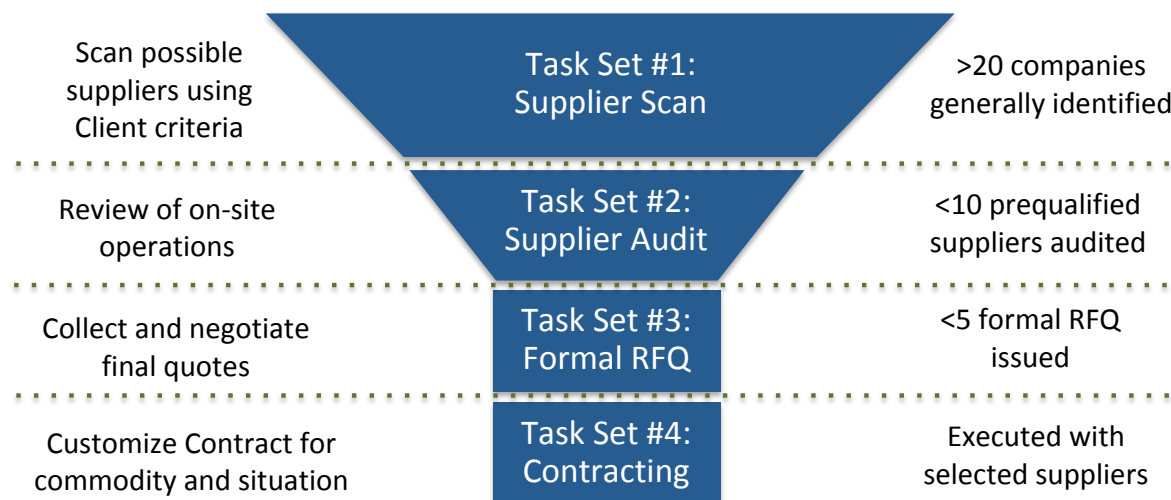 Scan possible
suppliers using
Client criteria
Task Set #1:
Supplier Scan
>20 companies
generally identified
Review of on-site
operations
Task Set #2:
Supplier Audit
<10 prequalified
suppliers audited
Collect and negotiate
final quotes
Task Set #3:
Formal RFQ
<5 formal RFQ
issued
Customize Contract for
commodity and situation
Task Set #4:
Contracting
Executed with
selected suppliers